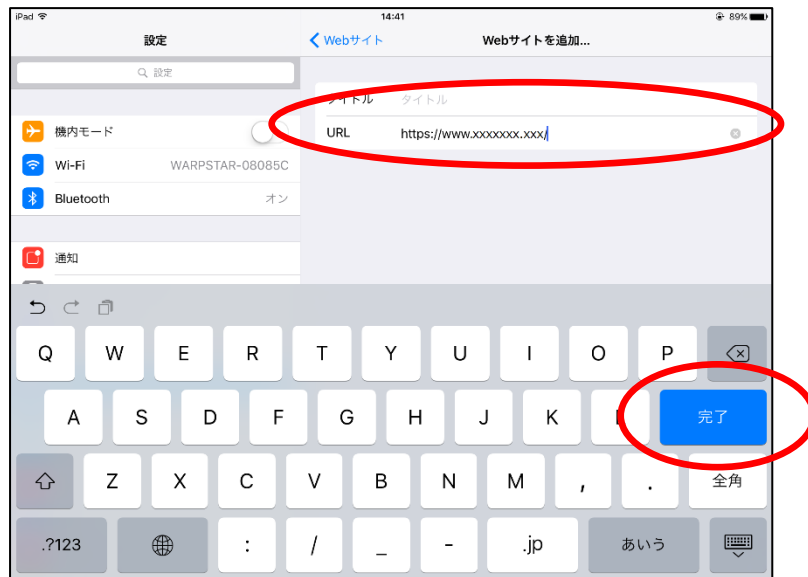 iPad 14:41 89%
設定
Webサイト Webサイトを追加...
設定
タイトル タイトル
URL https://www.xxxxxxx.xxx/
機内モード
Wi-Fi WARPSTAR-08085C
Bluetooth オン
通知
Q W E R T Y U I O P
A S D F G H J K L 完了
Z X C V B N M , . 全角
.?123 : / _ - .jp あいう